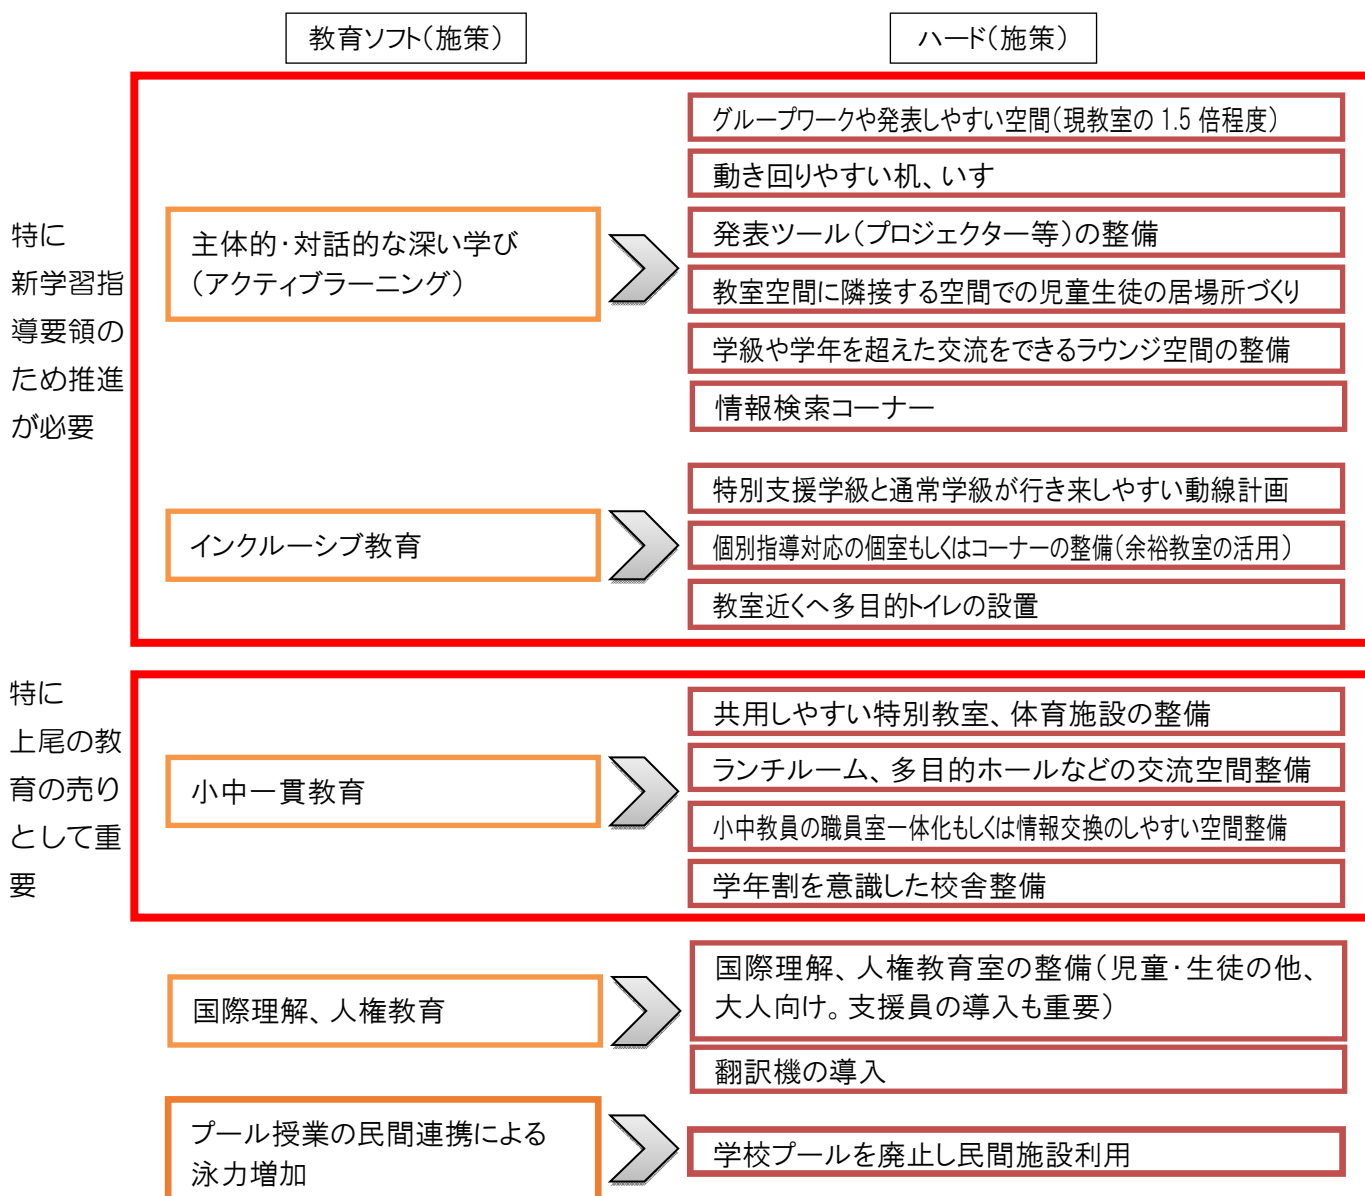 教育ソフト(施策)
ハード(施策)
特に
新学習指
導要領の
ため推進
が必要
主体的・対話的な深い学び
(アクティブラーニング)
グループワークや発表しやすい空間(現教室の 1.5 倍程度)
動き回りやすい机、いす
発表ツール(プロジェクター等)の整備
教室空間に隣接する空間での児童生徒の居場所づくり
学級や学年を超えた交流をできるラウンジ空間の整備
情報検索コーナー
インクルーシブ教育
特別支援学級と通常学級が行き来しやすい動線計画
個別指導対応の個室もしくはコーナーの整備(余裕教室の活用)
教室近くへ多目的トイレの設置
特に
上尾の教
育の売り
として重
要
小中一貫教育
共用しやすい特別教室、体育施設の整備
ランチルーム、多目的ホールなどの交流空間整備
小中教員の職員室一体化もしくは情報交換のしやすい空間整備
学年割を意識した校舎整備
国際理解、人権教育
国際理解、人権教育室の整備(児童・生徒の他、
大人向け。支援員の導入も重要)
翻訳機の導入
プール授業の民間連携による
泳力増加
学校プールを廃止し民間施設利用